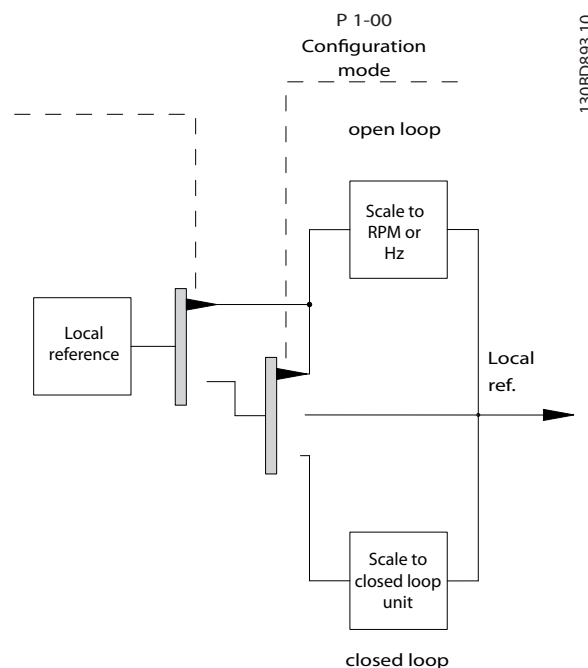 P 1-00
Configuration
mode
130BD893.10
open loop
Scale to
RPM or
Hz
Local
reference
Local
ref.
Scale to
closed loop
unit
closed loop